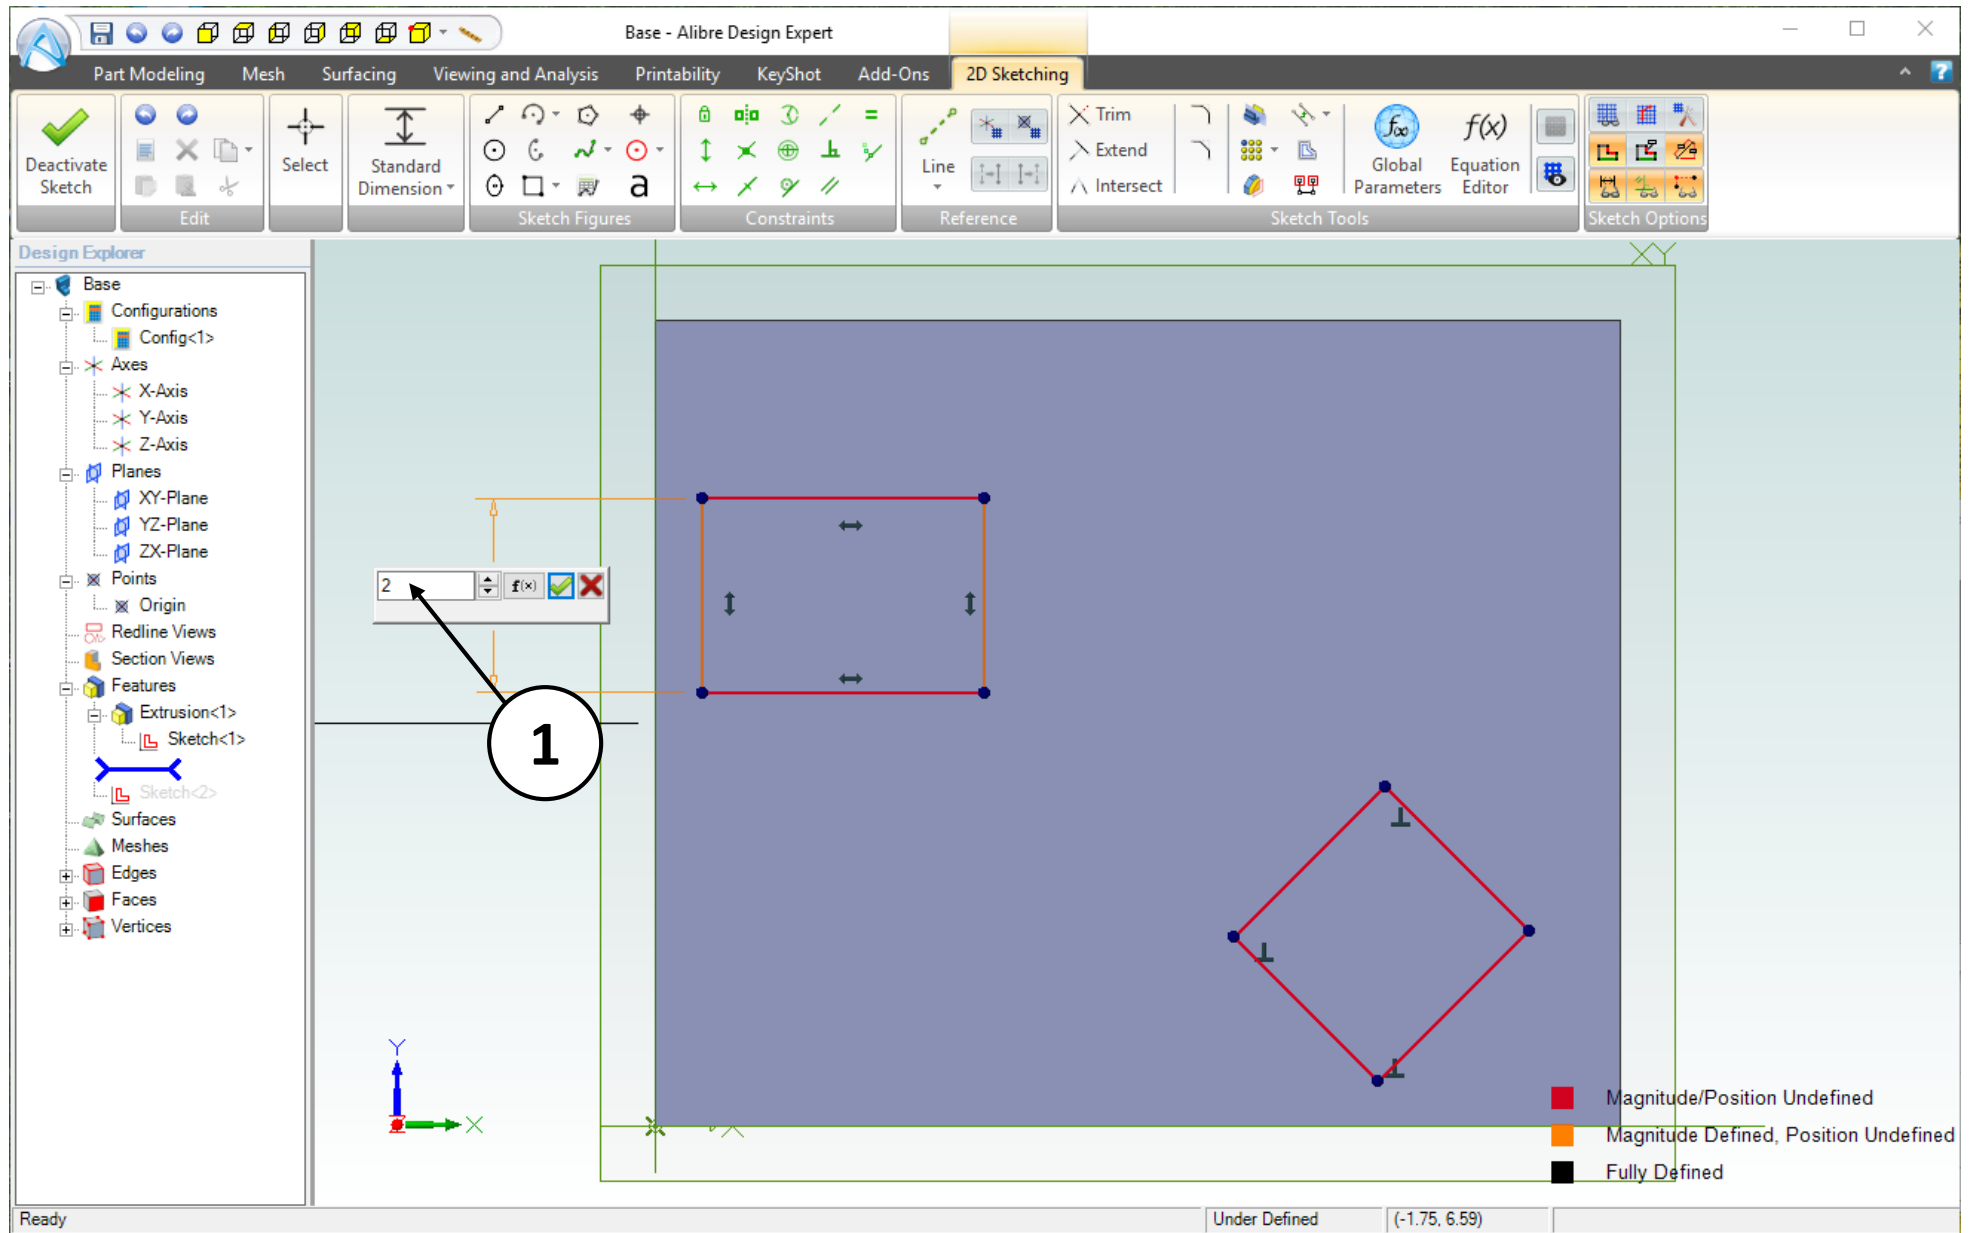 Base - Alibre Design Expert
Part Modeling Mesh Surfacing Viewing and Analysis Printability KeyShot Add-Ons 2D Sketching
Deactivate Sketch
Edit
Select
Standard Dimension
a
Sketch Figures
Constraints
Line
Reference
Trim
Extend
Intersect
Global Parameters
f(x)
Equation Editor
Sketch Tools
Sketch Options
Design Explorer
Base
Configurations
Config<1>
Axes
X-Axis
Y-Axis
Z-Axis
Planes
XY-Plane
YZ-Plane
ZX-Plane
Points
Origin
Redline Views
Section Views
Features
Extrusion<1>
Sketch<1>
Sketch<2>
Surfaces
Meshes
Edges
Faces
Vertices
XY
2 f(x)
1
Y
X
X
Magnitude/Position Undefined
Magnitude Defined, Position Undefined
Fully Defined
Ready Under Defined (-1.75, 6.59)